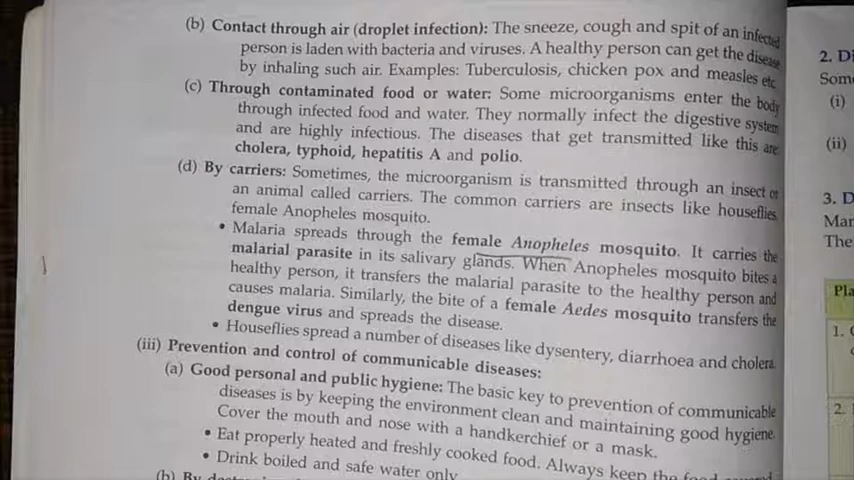 (b) Contact through air (droplet infection): The sneeze, cough and spit of an infected
person is laden with bacteria and viruses. A healthy person can get the disease
by inhaling such air. Examples: Tuberculosis, chicken pox and measles etc.
(c) Through contaminated food or water: Some microorganisms enter the body
through infected food and water. They normally infect the digestive system
and are highly infectious. The diseases that get transmitted like this are
cholera, typhoid, hepatitis A and polio.
(d) By carriers: Sometimes, the microorganism is transmitted through an insect or
an animal called carriers. The common carriers are insects like houseflies,
female Anopheles mosquito.
• Malaria spreads through the female Anopheles mosquito. It carries the
malarial parasite in its salivary glands. When Anopheles mosquito bites a
healthy person, it transfers the malarial parasite to the healthy person and
causes malaria. Similarly, the bite of a female Aedes mosquito transfers the
dengue virus and spreads the disease.
• Houseflies spread a number of diseases like dysentery, diarrhoea and cholera.
(iii) Prevention and control of communicable diseases:
(a) Good personal and public hygiene: The basic key to prevention of communicable
diseases is by keeping the environment clean and maintaining good hygiene.
Cover the mouth and nose with a handkerchief or a mask.
• Eat properly heated and freshly cooked food. Always keep the food
• Drink boiled and safe water only
(b) By
2. D
Som
(i)
(ii)
3. D
Mar
The
Pla
1.
2.